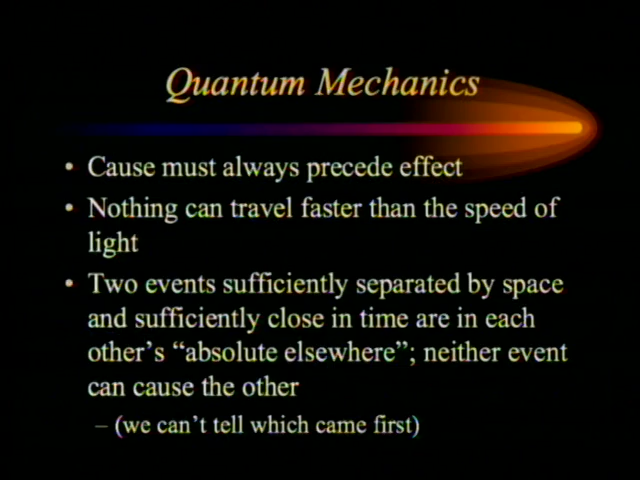 Quantum Mechanics
• Cause must always precede effect
• Nothing can travel faster than the speed of
light
• Two events sufficiently separated by space
and sufficiently close in time are in each
other’s “absolute elsewhere”; neither event
can cause the other
– (we can’t tell which came first)